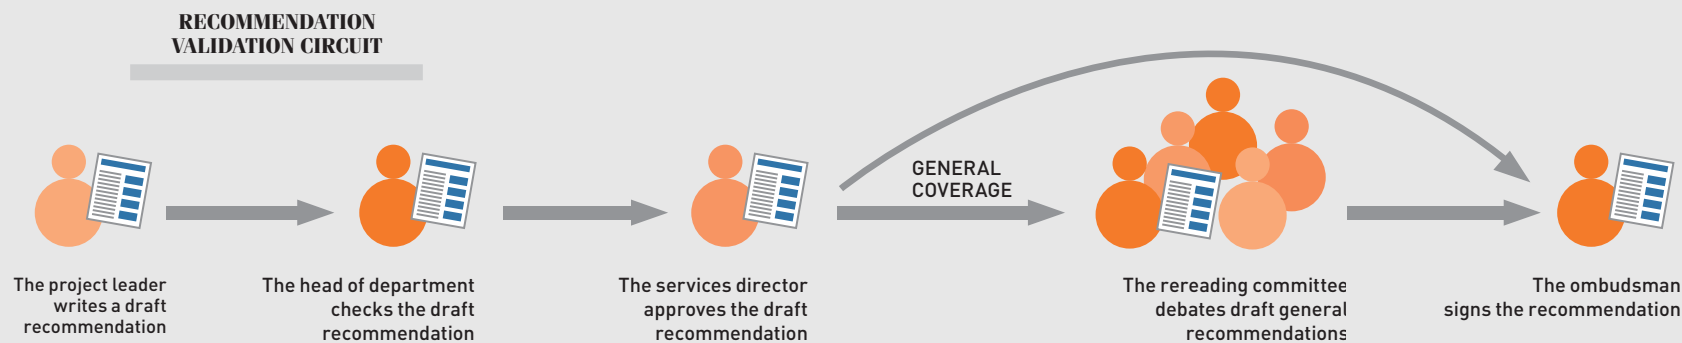 RECOMMENDATION
VALIDATION CIRCUIT
GENERAL
COVERAGE
The project leader
writes a draft
recommendation
The head of department
checks the draft
recommendation
The services director
approves the draft
recommendation
The rereading committee
debates draft general
recommendations
The ombudsman
signs the recommendation